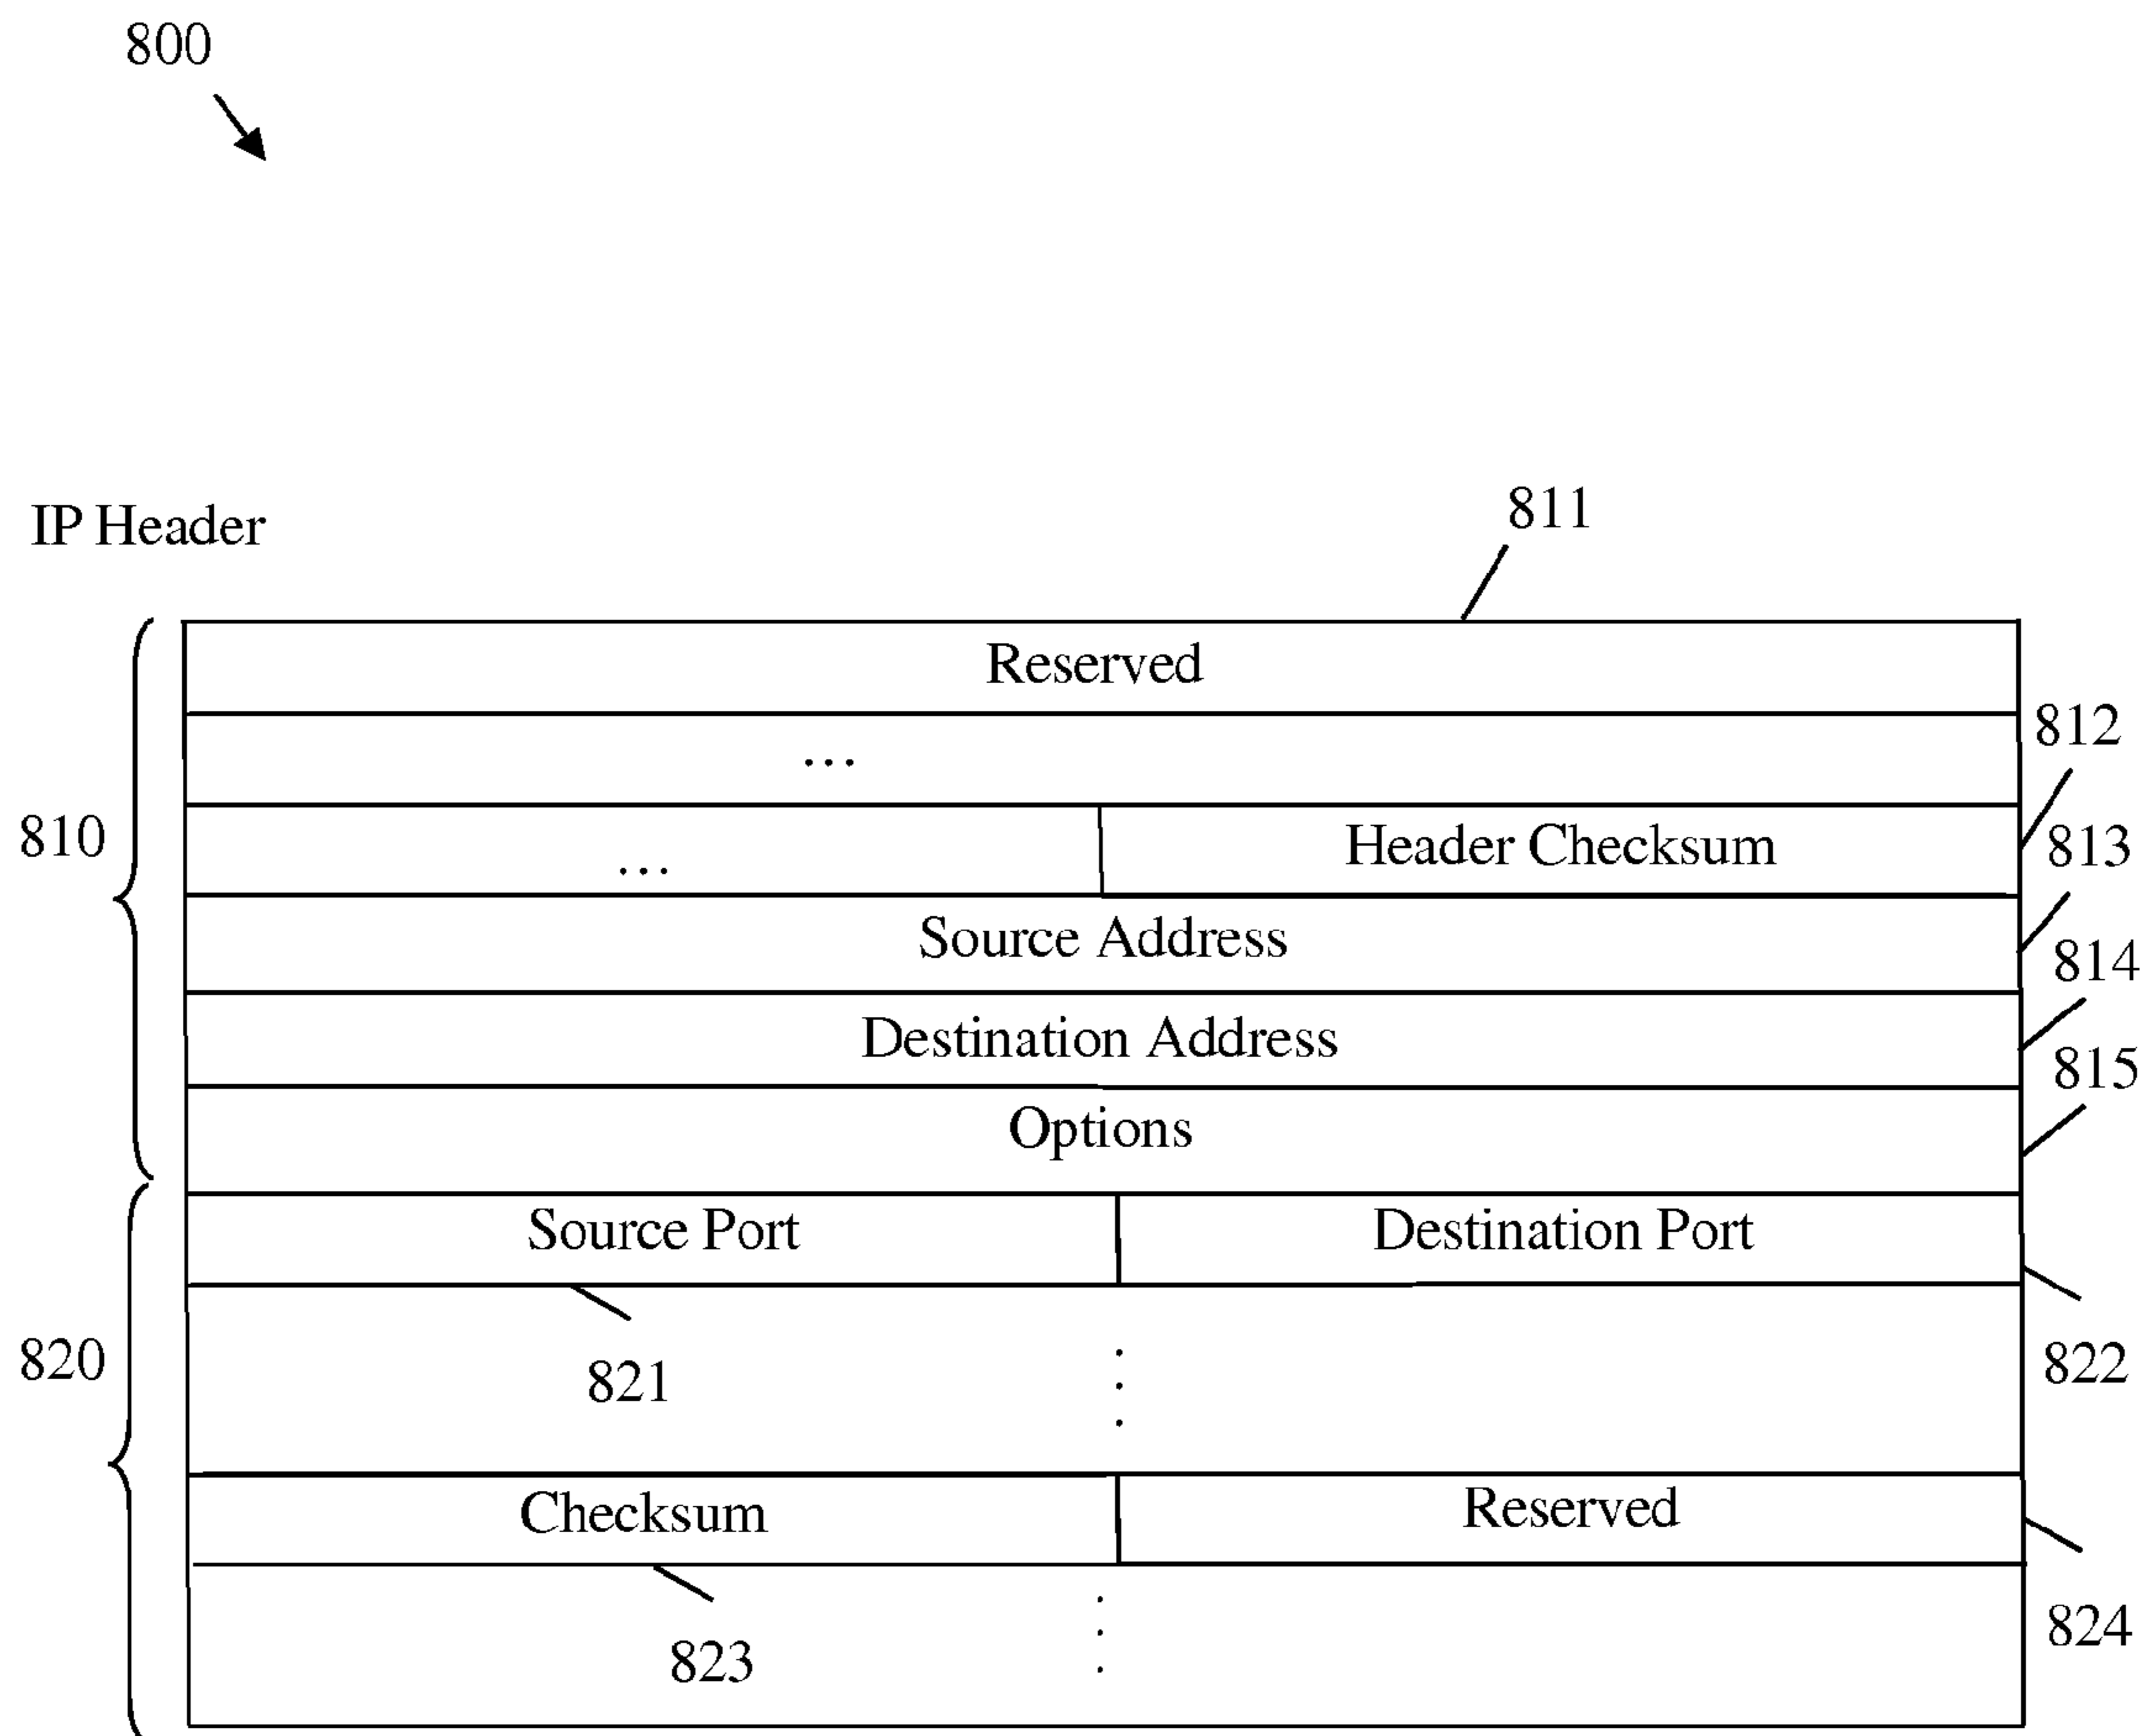 800
IP Header
811
Reserved
...
812
810
... Header Checksum
813
Source Address
814
Destination Address
815
Options
Source Port Destination Port
820
821
822
Checksum Reserved
823
824